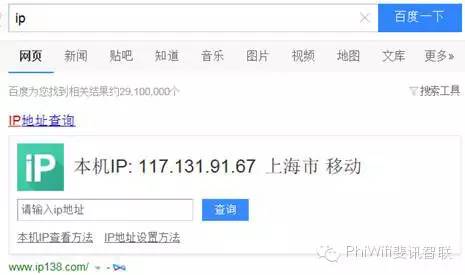 ip
百度一下
网页 新闻 贴吧 知道 音乐 图片 视频 地图 文库 更多»
百度为您找到相关结果约29,100,000个
搜索工具
IP地址查询
iP
本机IP: 117.131.91.67 上海市 移动
请输入ip地址
查询
本机IP查看方法 IP地址设置方法
www.ip138.com/
PhiWifi斐讯智联